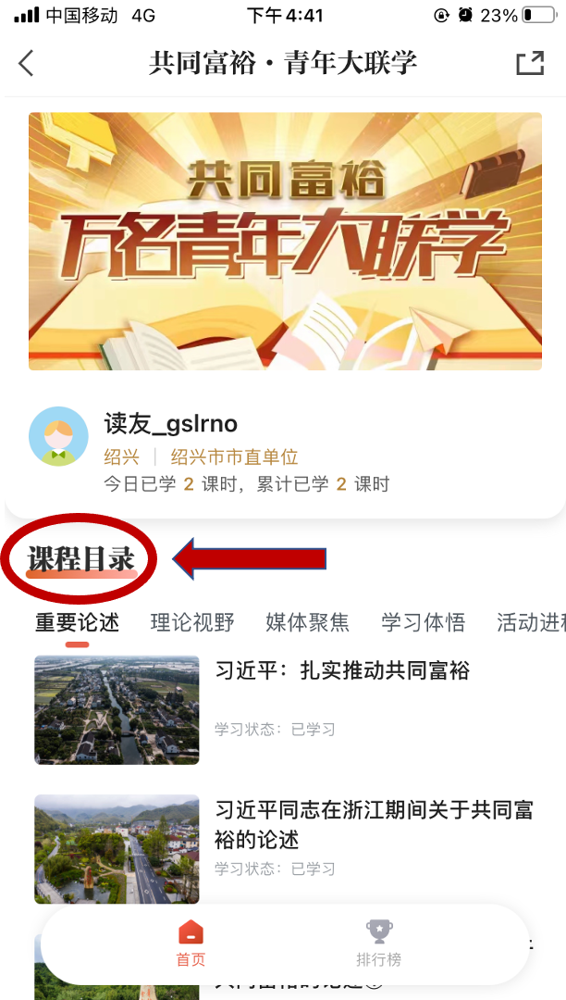 中国移动 4G 下午4:41 23%
共同富裕·青年大联学
共同富裕
万名青年大联学
读友_gslrno
绍兴 | 绍兴市市直单位
今日已学 2 课时，累计已学 2 课时
课程目录
重要论述 理论视野 媒体聚焦 学习体悟 活动进
习近平：扎实推动共同富裕
学习状态：已学习
习近平同志在浙江期间关于共同富
裕的论述
学习状态：已学习
首页 排行榜